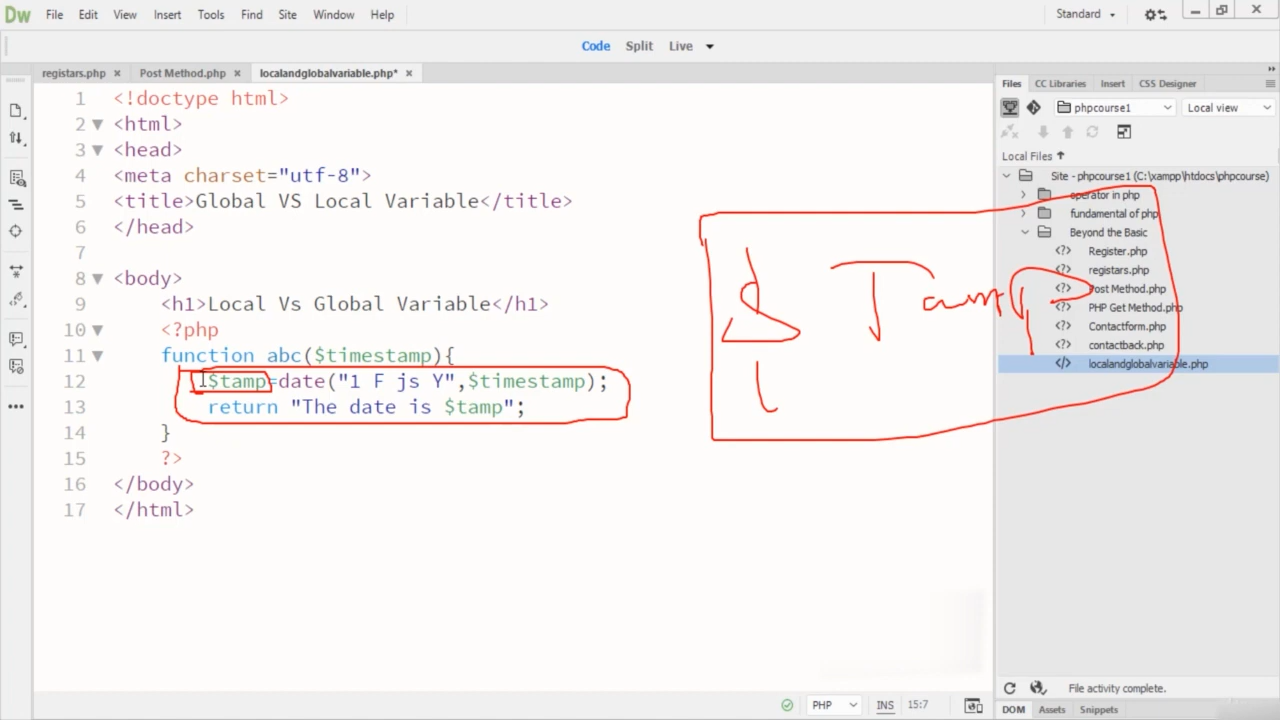 Dw File Edit View Insert Tools Find Site Window Help Standard
Code Split Live
registars.php × Post Method.php × localandglobalvariable.php* ×
1 <!doctype html>
2 <html>
3 <head>
4 <meta charset="utf-8">
5 <title>Global VS Local Variable</title>
6 </head>
7
8 <body>
9 <h1>Local Vs Global Variable</h1>
10 <?php
11 function abc($timestamp){
12 $tamp=date("1 F js Y",$timestamp);
13 return "The date is $tamp";
14 }
15 ?>
16 </body>
17 </html>
Files CC Libraries Insert CSS Designer
phpcourse1 Local view
Local Files
Site - phpcourse1 (C:\xampp\htdocs\phpcourse)
operator in php
fundamental of php
Beyond the Basic
Register.php
registars.php
Post Method.php
PHP Get Method.php
Contactform.php
contactback.php
localandglobalvariable.php
PHP INS 15:7
File activity complete.
DOM Assets Snippets